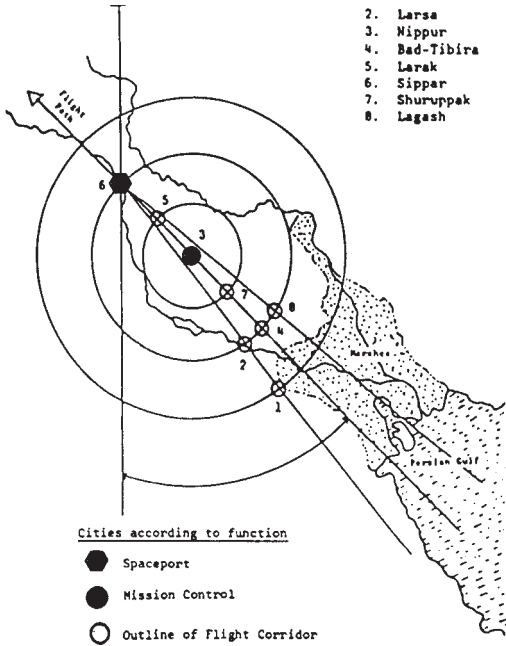 2. Larsa
3. Nippur
4. Bad-Tibira
5. Larak
6. Sippar
7. Shuruppak
8. Lagash
Flight
Path
6
5
3
7
8
4
2
1
Marshes
Persian Gulf
Cities according to function
Spaceport
Mission Control
Outline of Flight Corridor